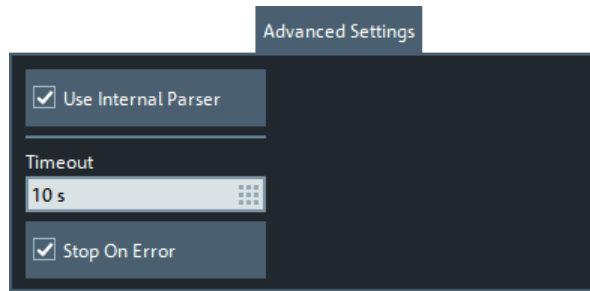 Advanced Settings
Use Internal Parser
Timeout
10 s
Stop On Error